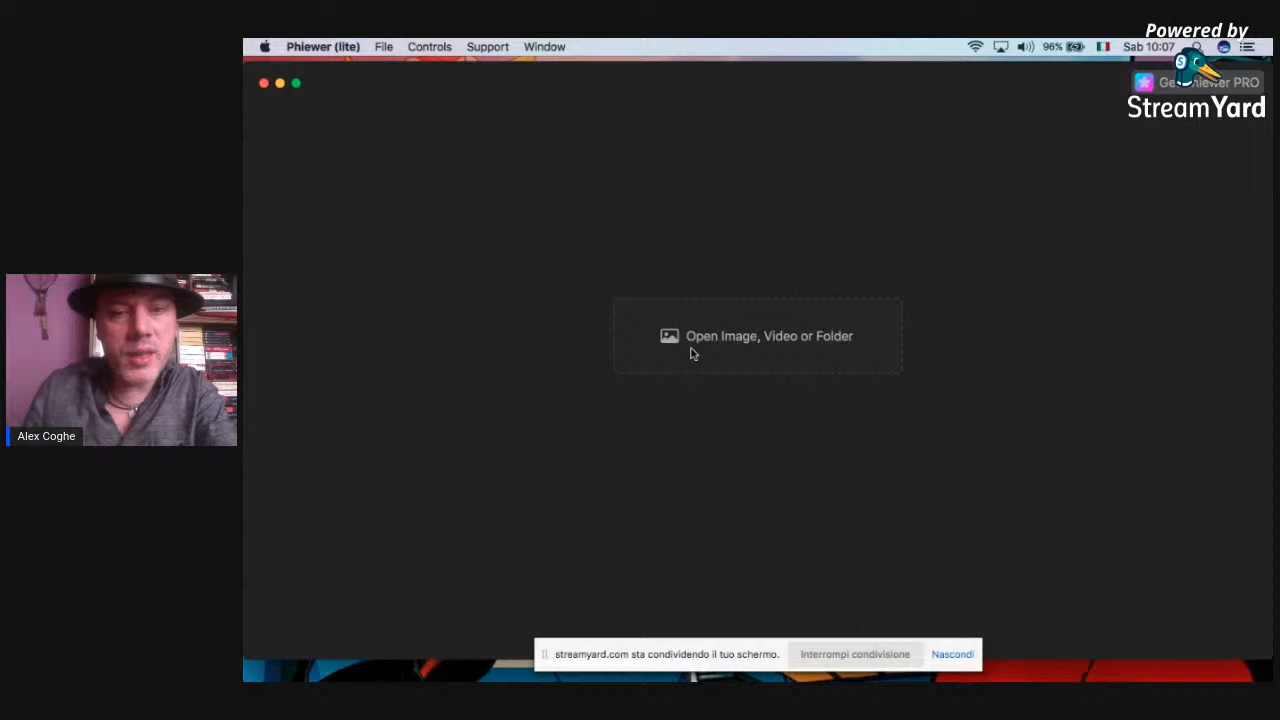 Powered by
StreamYard
Phiewer (lite) File Controls Support Window 96% Sab 10:07
PRO
Open Image, Video or Folder
Alex Coghe
streamyard.com sta condividendo il tuo schermo. Interrompi condivisione Nascondi